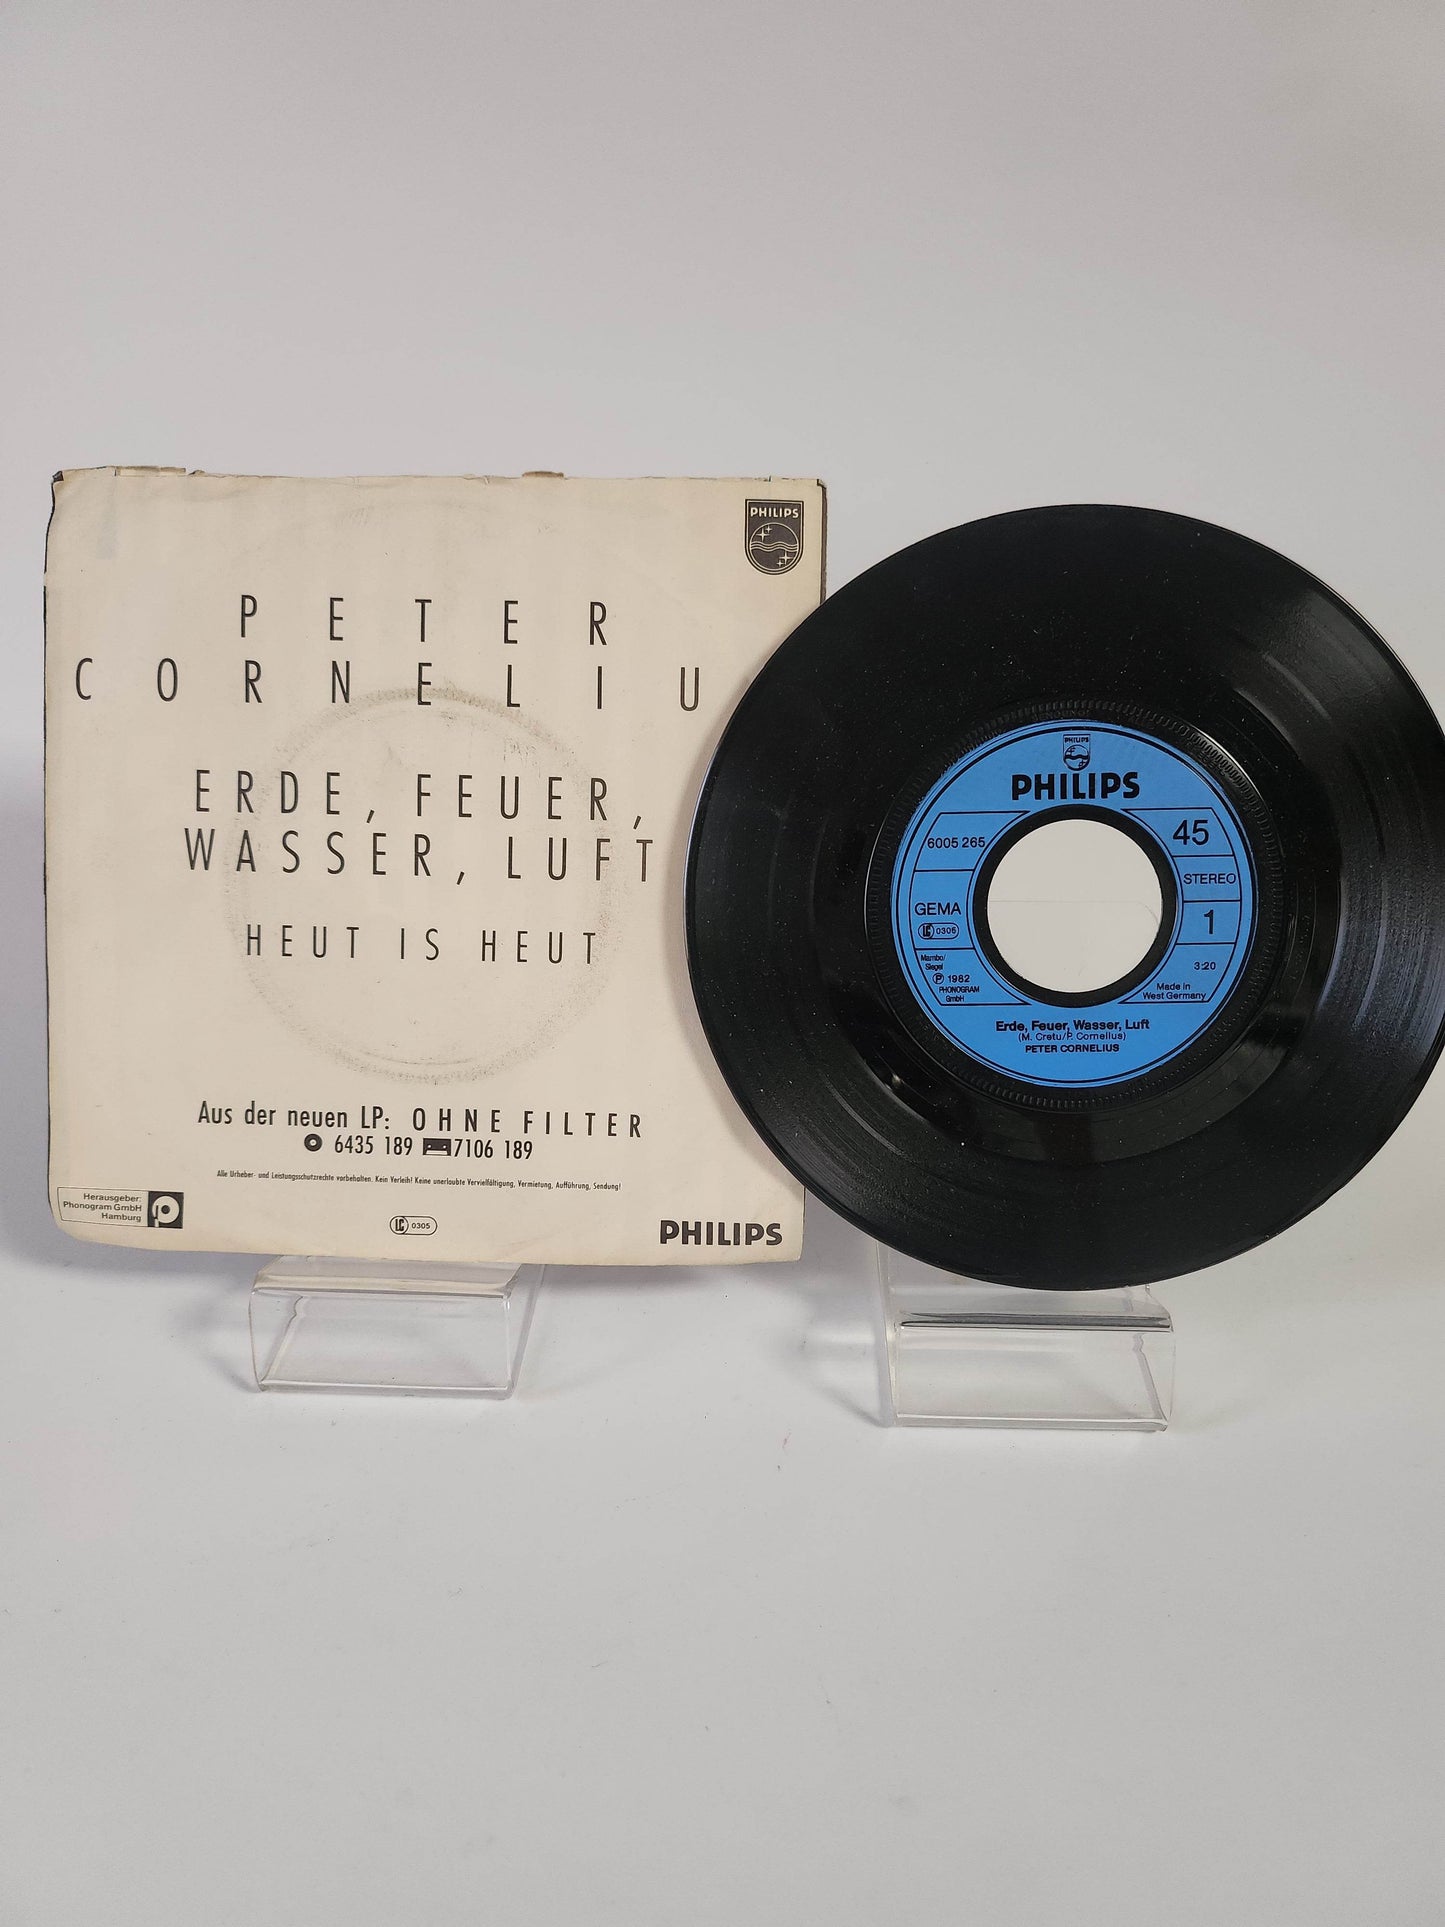 PHILIPS
PETER
CORNELIU
ERDE, FEUER,
WASSER, LUFT
HEUT IS HEUT
Aus der neuen LP: OHNE FILTER
6435 189 7106 189
Alle Urheber- und Leistungsschutzrechte vorbehalten. Kein Verleih! Keine unerlaubte Vervielfältigung, Vermietung, Aufführung, Sendung!
Herausgeber:
Phonogram GmbH
Hamburg
LC 0305
PHILIPS
PHILIPS
PHILIPS
6005 265
45
STEREO
GEMA
1
LC 0305
Mambo/
Siegel
3:20
℗ 1982
PHONOGRAM
GmbH
Made in
West Germany
Erde, Feuer, Wasser, Luft
(M. Cretu/P. Cornelius)
PETER CORNELIUS